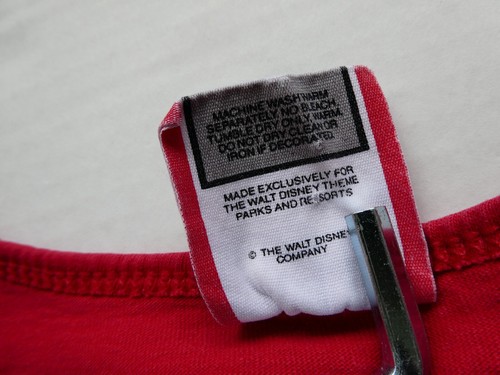 MACHINE WASH WARM
SEPARATELY. NO BLEACH.
TUMBLE DRY ONLY WARM.
DO NOT DRY CLEAN OR
IRON IF DECORATED.
MADE EXCLUSIVELY FOR
THE WALT DISNEY THEME
PARKS AND RESORTS
© THE WALT DISNEY
COMPANY